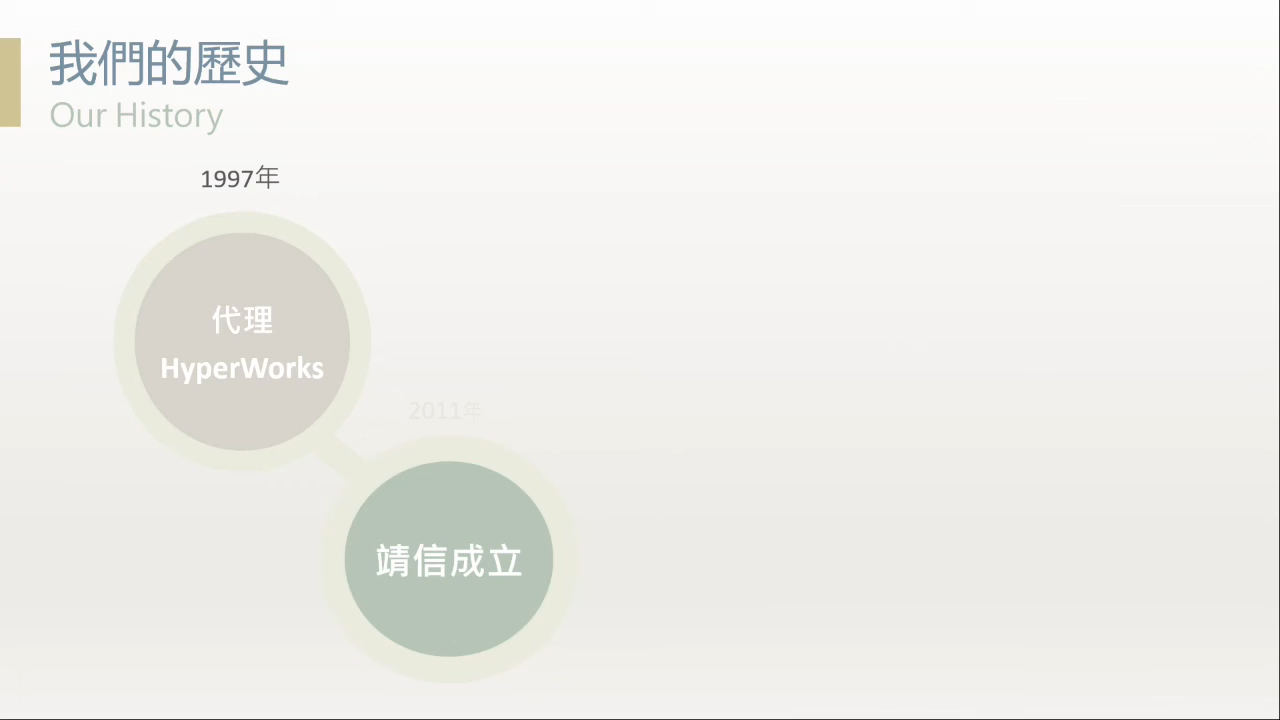 我們的歷史
Our History
1997年
代理
HyperWorks
2011年
靖信成立